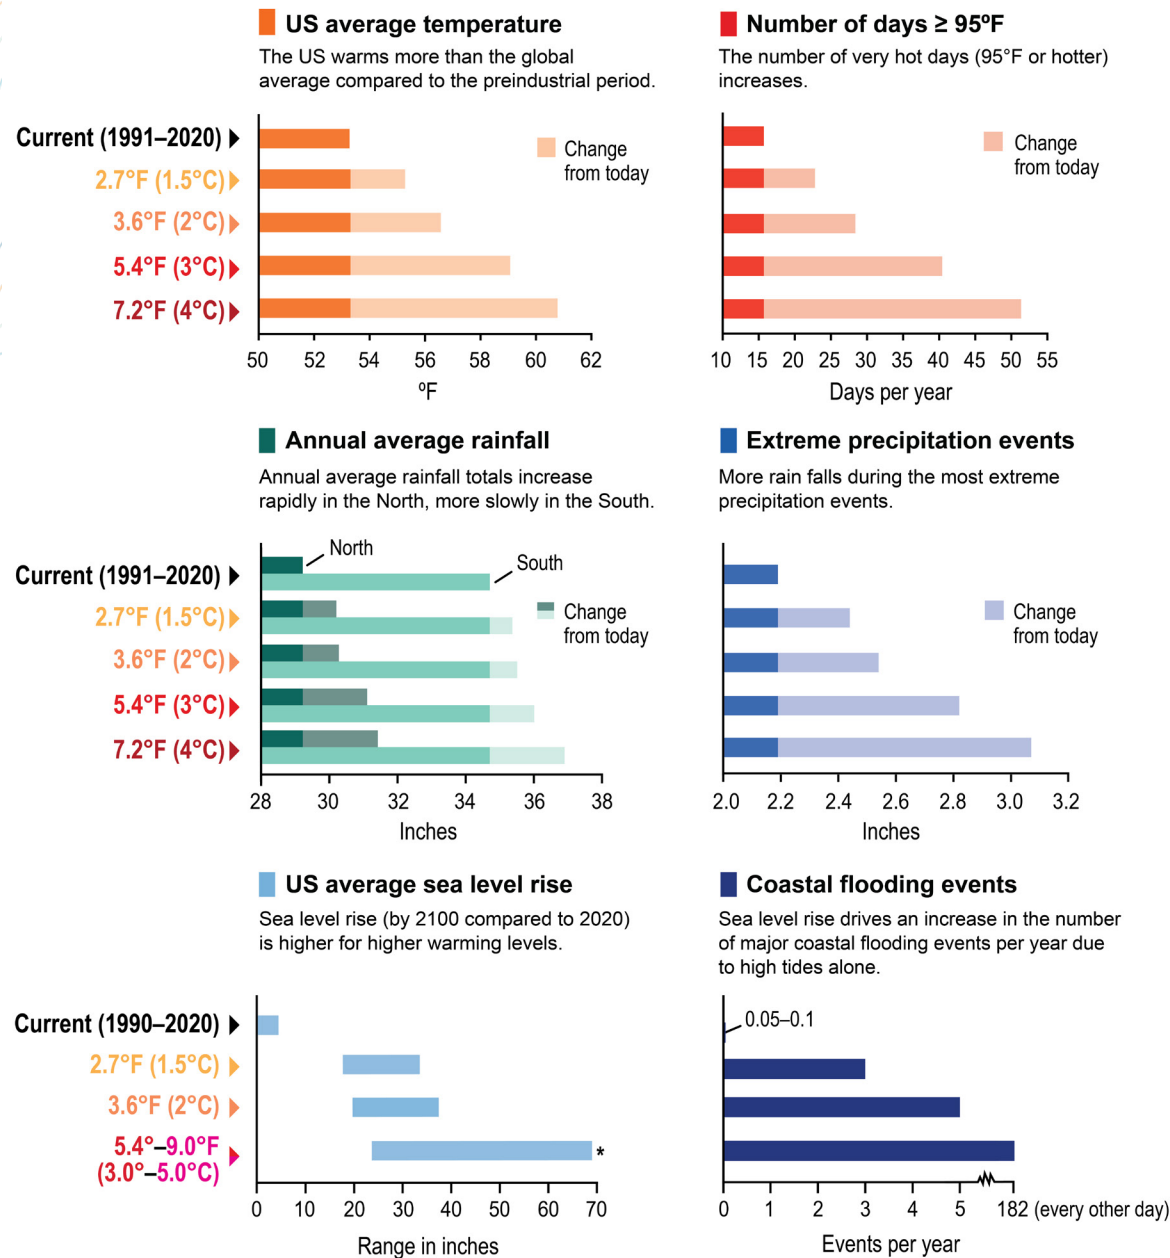 US average temperature
The US warms more than the global
average compared to the preindustrial period.
Current (1991–2020)
2.7°F (1.5°C)
3.6°F (2°C)
5.4°F (3°C)
7.2°F (4°C)
Change
from today
50 52 54 56 58 60 62
ºF
Number of days ≥ 95ºF
The number of very hot days (95°F or hotter)
increases.
Change
from today
10 15 20 25 30 35 40 45 50 55
Days per year
Annual average rainfall
Annual average rainfall totals increase
rapidly in the North, more slowly in the South.
North
South
Current (1991–2020)
2.7°F (1.5°C)
3.6°F (2°C)
5.4°F (3°C)
7.2°F (4°C)
Change
from today
28 30 32 34 36 38
Inches
Extreme precipitation events
More rain falls during the most extreme
precipitation events.
Change
from today
2.0 2.2 2.4 2.6 2.8 3.0 3.2
Inches
US average sea level rise
Sea level rise (by 2100 compared to 2020)
is higher for higher warming levels.
Current (1990–2020)
2.7°F (1.5°C)
3.6°F (2°C)
5.4°–9.0°F
(3.0°–5.0°C)
*
0 10 20 30 40 50 60 70
Range in inches
Coastal flooding events
Sea level rise drives an increase in the number
of major coastal flooding events per year due
to high tides alone.
0.05–0.1
0 1 2 3 4 5 182 (every other day)
Events per year